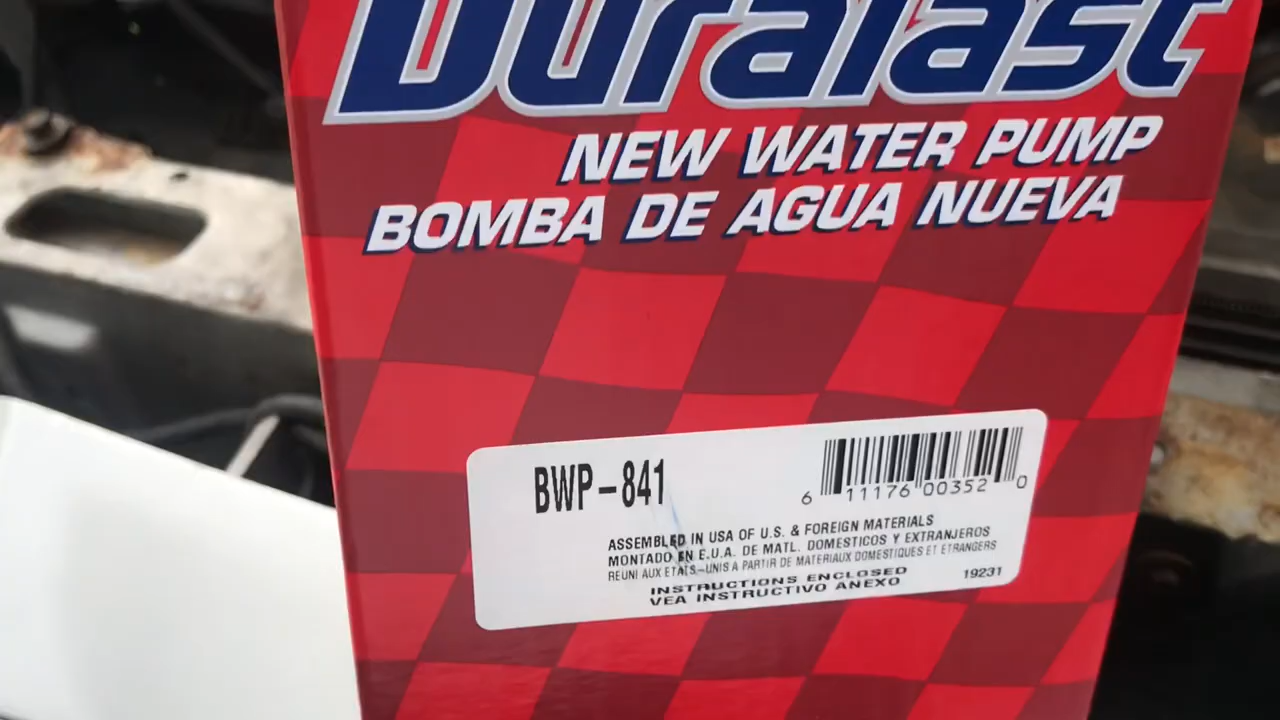 Duralast
NEW WATER PUMP
BOMBA DE AGUA NUEVA
BWP-841
6 11176 00352 0
ASSEMBLED IN USA OF U.S. & FOREIGN MATERIALS
MONTADO EN E.U.A. DE MATL. DOMESTICOS Y EXTRANJEROS
REUNI AUX ETATS-UNIS A PARTIR DE MATERIAUX DOMESTIQUES ET ETRANGERS
INSTRUCTIONS ENCLOSED
VEA INSTRUCTIVO ANEXO
19231